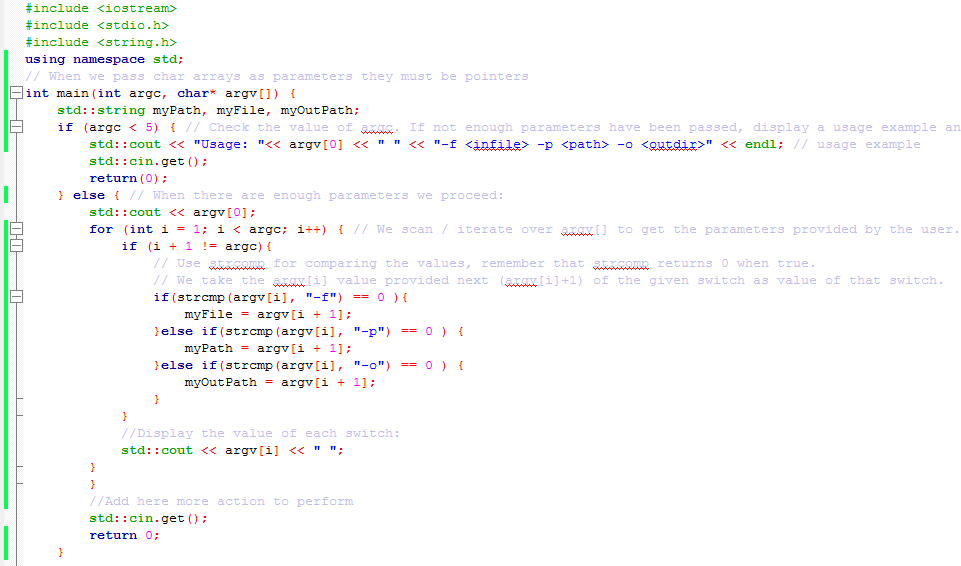 #include <iostream>
#include <stdio.h>
#include <string.h>
using namespace std;
// When we pass char arrays as parameters they must be pointers
int main(int argc, char* argv[]) {
    std::string myPath, myFile, myOutPath;
    if (argc < 5) { // Check the value of argc. If not enough parameters have been passed, display a usage example an
        std::cout << "Usage: "<< argv[0] << " " << "-f <infile> -p <path> -o <outdir>" << endl; // usage example
        std::cin.get();
        return(0);
    } else { // When there are enough parameters we proceed:
        std::cout << argv[0];
        for (int i = 1; i < argc; i++) { // We scan / iterate over argv[] to get the parameters provided by the user.
            if (i + 1 != argc){
                // Use strcomp for comparing the values, remember that strcomp returns 0 when true.
                // We take the argv[i] value provided next (argv[i]+1) of the given switch as value of that switch.
                if(strcmp(argv[i], "-f") == 0 ){
                    myFile = argv[i + 1];
                }else if(strcmp(argv[i], "-p") == 0 ) {
                    myPath = argv[i + 1];
                }else if(strcmp(argv[i], "-o") == 0 ) {
                    myOutPath = argv[i + 1];
                }
            }
            //Display the value of each switch:
            std::cout << argv[i] << " ";
        }
        }
        //Add here more action to perform
        std::cin.get();
        return 0;
    }